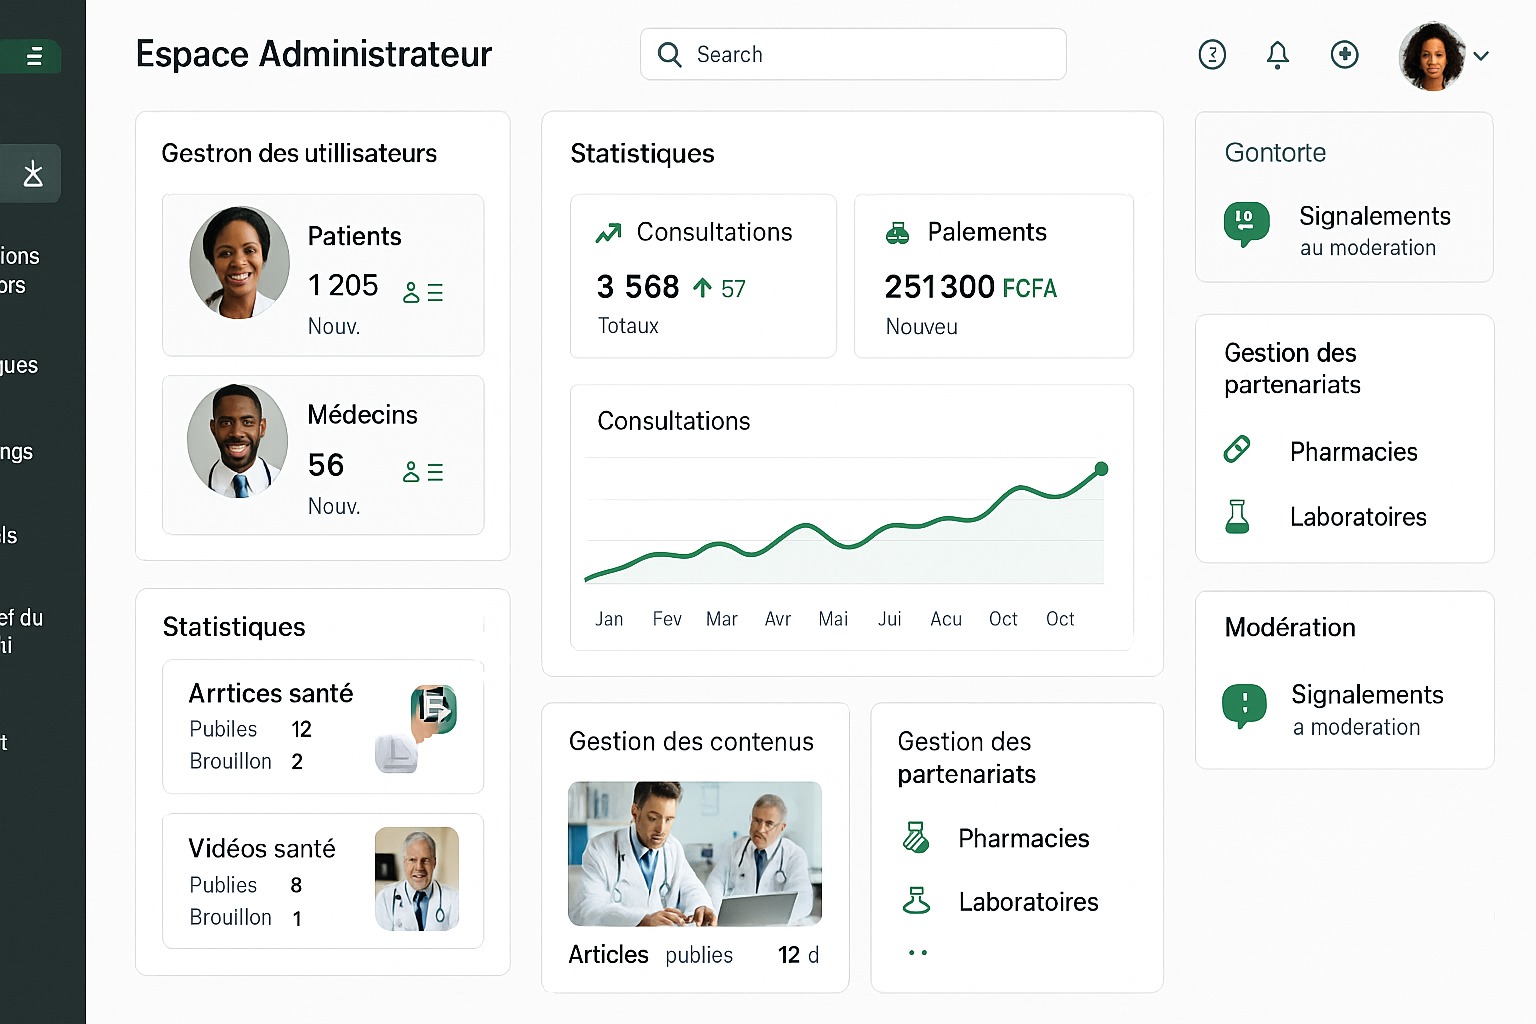 Espace Administrateur
Search
ions
ors
gues
ngs
els
ef du
hi
t
Gestron des utillisateurs
Patients
1 205
Nouv.
Médecins
56
Nouv.
Statistiques
Arrtices santé
Pubiles 12
Brouillon 2
Vidéos santé
Publies 8
Brouillon 1
Statistiques
Consultations
3 568 57
Totaux
Palements
251300 FCFA
Nouveu
Consultations
Jan Fev Mar Avr Mai Jui Acu Oct Oct
Gestion des contenus
Articles publies 12 d
Gestion des
partenariats
Pharmacies
Laboratoires
Gontorte
Signalements
au moderation
Gestion des
partenariats
Pharmacies
Laboratoires
Modération
Signalements
a moderation